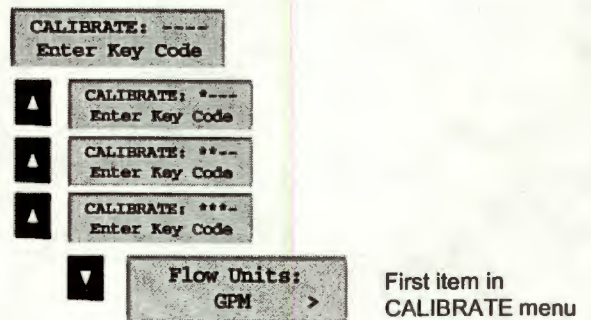 CALIBRATE: ----
Enter Key Code
CALIBRATE: *---
Enter Key Code
CALIBRATE: **--
Enter Key Code
CALIBRATE: ***-
Enter Key Code
Flow Units:
GPM >
First item in
CALIBRATE menu